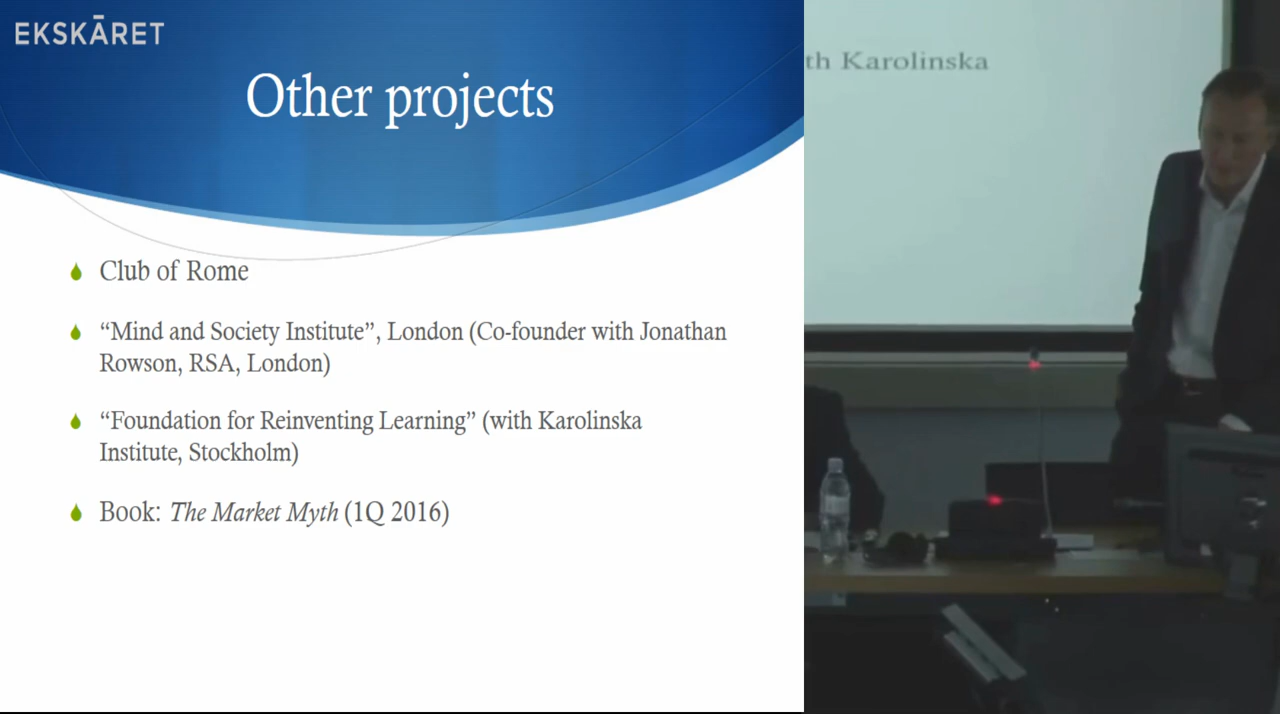 EKSKĀRET
Other projects
Club of Rome
“Mind and Society Institute”, London (Co-founder with Jonathan
Rowson, RSA, London)
“Foundation for Reinventing Learning” (with Karolinska
Institute, Stockholm)
Book: The Market Myth (1Q 2016)
th Karolinska